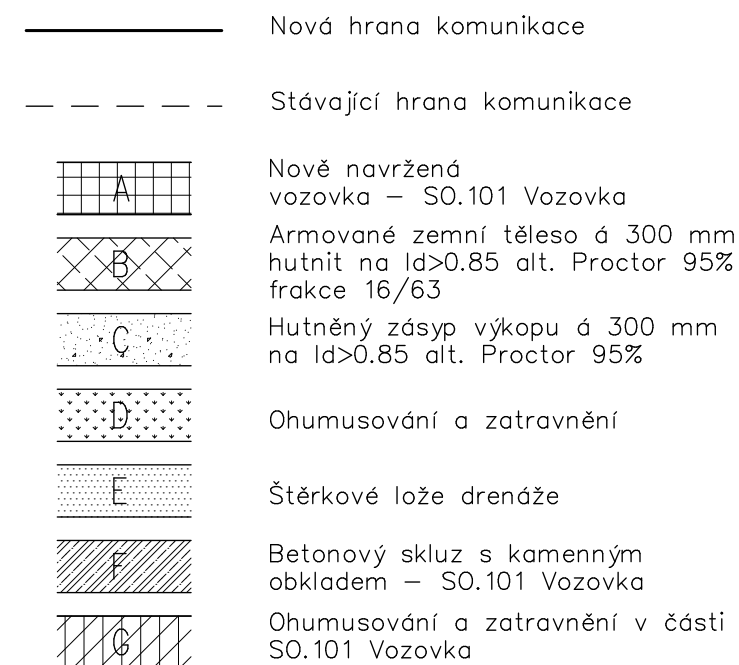 Nová hrana komunikace
Stávající hrana komunikace
A
Nově navržená
vozovka – SO.101 Vozovka
B
Armované zemní těleso á 300 mm
hutnit na Id>0.85 alt. Proctor 95%
frakce 16/63
C
Hutněný zásyp výkopu á 300 mm
na Id>0.85 alt. Proctor 95%
D
Ohumusování a zatravnění
E
Štěrkové lože drenáže
F
Betonový skluz s kamenným
obkladem – SO.101 Vozovka
G
Ohumusování a zatravnění v části
SO.101 Vozovka